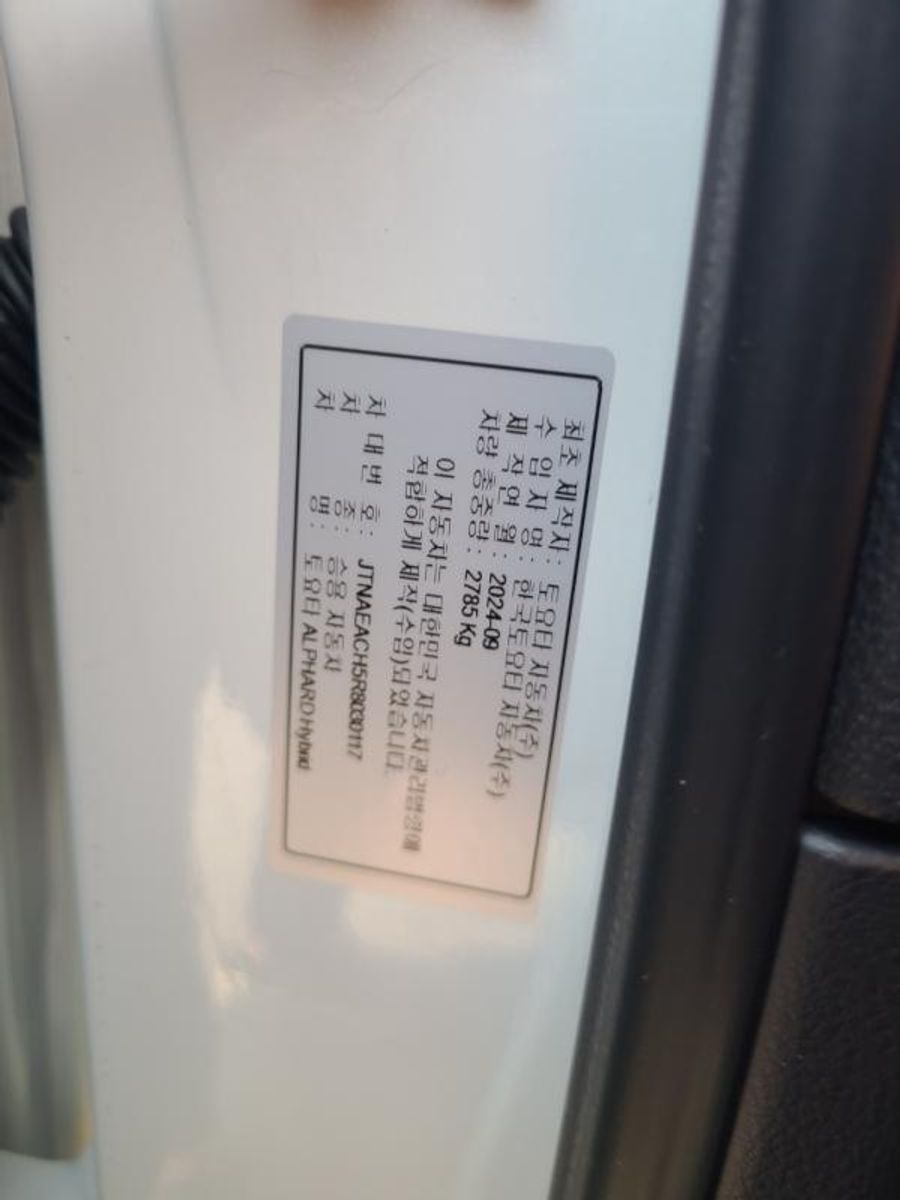 최초 제작자 : 토요타 자동차(주)
수 입 자 명 : 한국토요타 자동차(주)
제 작 연 월 : 2024-09
차량 총중량 : 2785 Kg
이 자동차는 대한민국 자동차관리법령에
적합하게 제작(수입)되었습니다.
차 대 번 호 : JTNAEACH5R8030117
차 종 : 승용 자동차
차 명 : 토요타 ALPHARD Hybrid